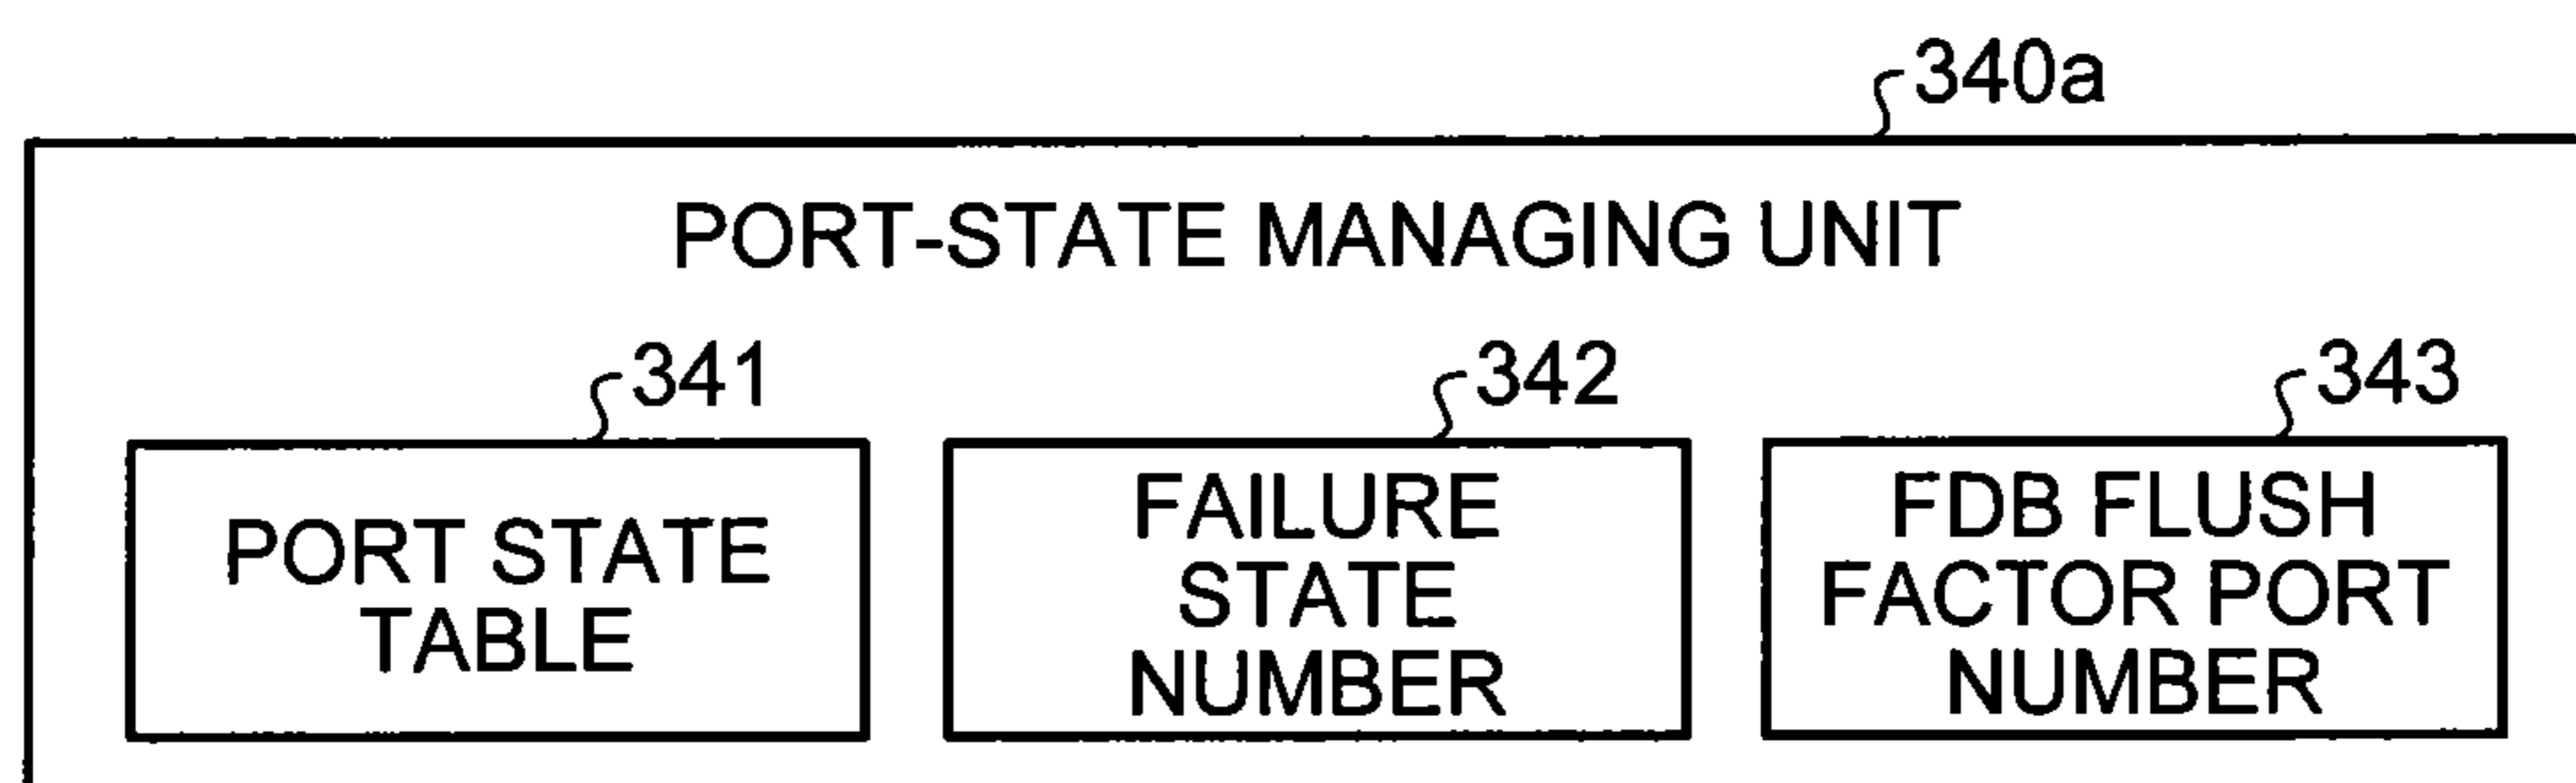 340a
PORT-STATE MANAGING UNIT
341
342
343
PORT STATE
TABLE
FAILURE
STATE
NUMBER
FDB FLUSH
FACTOR PORT
NUMBER